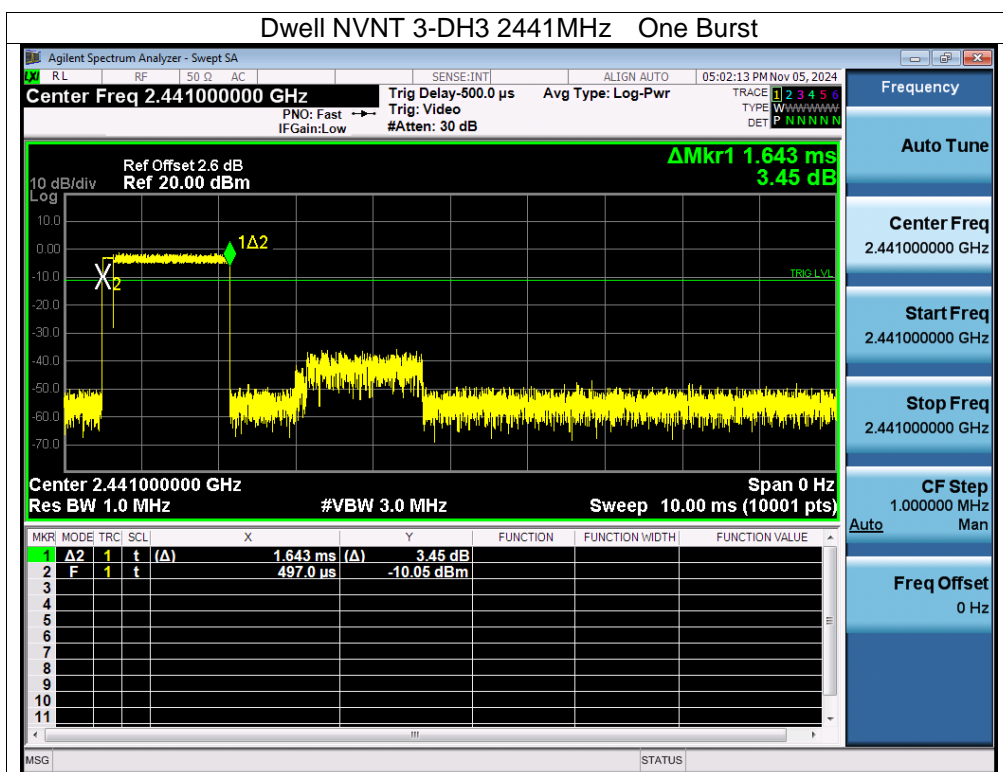 Dwell NVNT 3-DH3 2441MHz One Burst
Agilent Spectrum Analyzer - Swept SA
LXI RL RF 50 Ω AC SENSE:INT ALIGN AUTO 05:02:13 PM Nov 05, 2024
Center Freq 2.441000000 GHz
PNO: Fast
IFGain:Low
Trig Delay-500.0 µs
Trig: Video
#Atten: 30 dB
Avg Type: Log-Pwr
TRACE 1 2 3 4 5 6
TYPE WWWWWWW
DET P N N N N N
ΔMkr1 1.643 ms
3.45 dB
Ref Offset 2.6 dB
10 dB/div Ref 20.00 dBm
Log
10.0
0.00
-10.0
-20.0
-30.0
-40.0
-50.0
-60.0
-70.0
1Δ2
2
TRIG LVL
Center 2.441000000 GHz Span 0 Hz
Res BW 1.0 MHz #VBW 3.0 MHz Sweep 10.00 ms (10001 pts)
MKR MODE TRC SCL X Y FUNCTION FUNCTION WIDTH FUNCTION VALUE
1 Δ2 1 t (Δ) 1.643 ms (Δ) 3.45 dB
2 F 1 t 497.0 µs -10.05 dBm
3
4
5
6
7
8
9
10
11
MSG STATUS
Frequency
Auto Tune
Center Freq
2.441000000 GHz
Start Freq
2.441000000 GHz
Stop Freq
2.441000000 GHz
CF Step
1.000000 MHz
Auto Man
Freq Offset
0 Hz